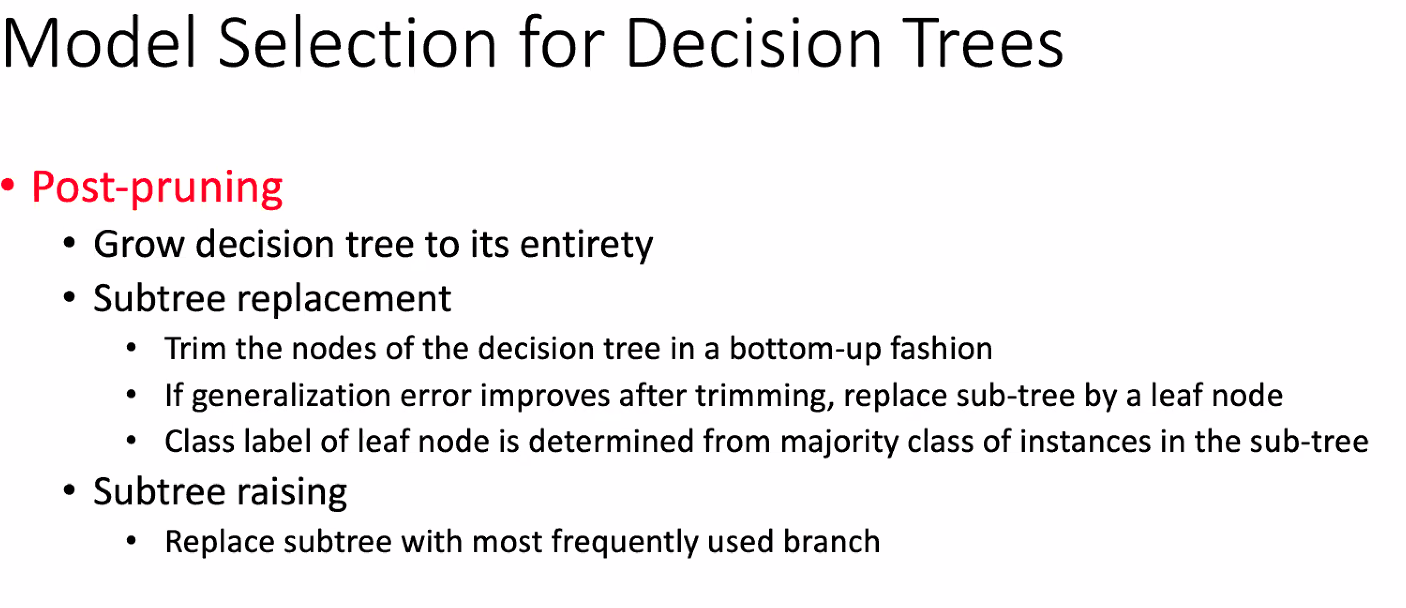 Model Selection for Decision Trees
• Post-pruning
• Grow decision tree to its entirety
• Subtree replacement
• Trim the nodes of the decision tree in a bottom-up fashion
• If generalization error improves after trimming, replace sub-tree by a leaf node
• Class label of leaf node is determined from majority class of instances in the sub-tree
• Subtree raising
• Replace subtree with most frequently used branch